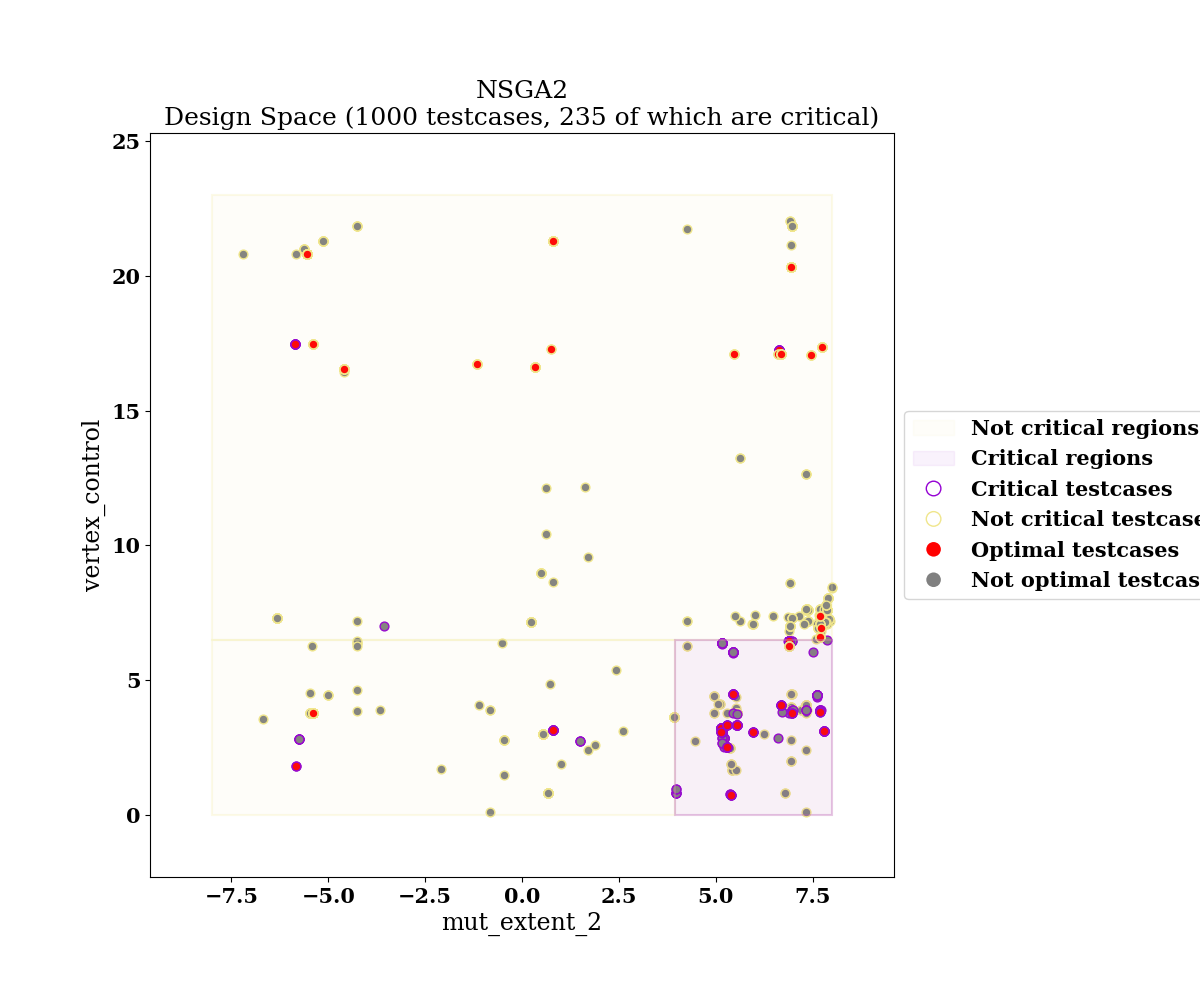 NSGA2
Design Space (1000 testcases, 235 of which are critical)
25
20
15
10
5
0
vertex_control
−7.5
−5.0
−2.5
0.0
2.5
5.0
7.5
mut_extent_2
Not critical regions
Critical regions
Critical testcases
Not critical testcase
Optimal testcases
Not optimal testcas